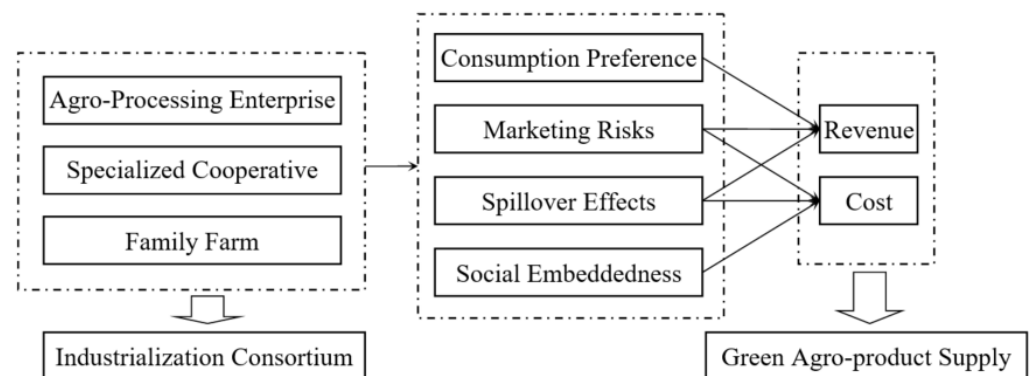 Agro-Processing Enterprise
Specialized Cooperative
Family Farm
Industrialization Consortium
Consumption Preference
Marketing Risks
Spillover Effects
Social Embeddedness
Revenue
Cost
Green Agro-product Supply